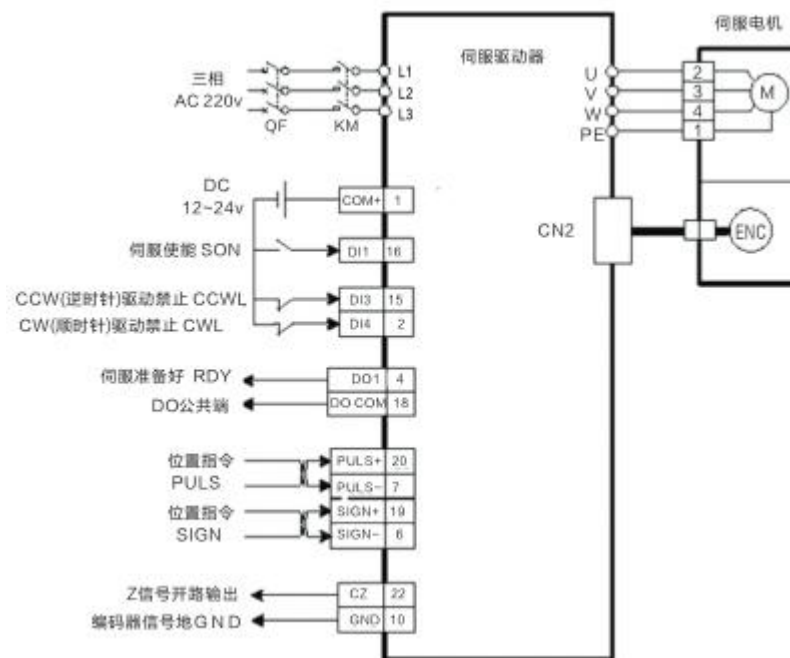 伺服电机
伺服驱动器
三相
AC 220v
QF
KM
L1
L2
L3
U
V
W
PE
2
3
4
1
M
DC
12~24v
COM+ 1
CN2
ENC
伺服使能 SON
DI1 16
CCW(逆时针)驱动禁止 CCWL
DI3 15
CW(顺时针)驱动禁止 CWL
DI4 2
伺服准备好 RDY
DO1 4
DO公共端
DO COM 18
位置指令
PULS
PULS+ 20
PULS- 7
位置指令
SIGN
SIGN+ 19
SIGN- 6
Z信号开路输出
CZ 22
编码器信号地GND
GND 10